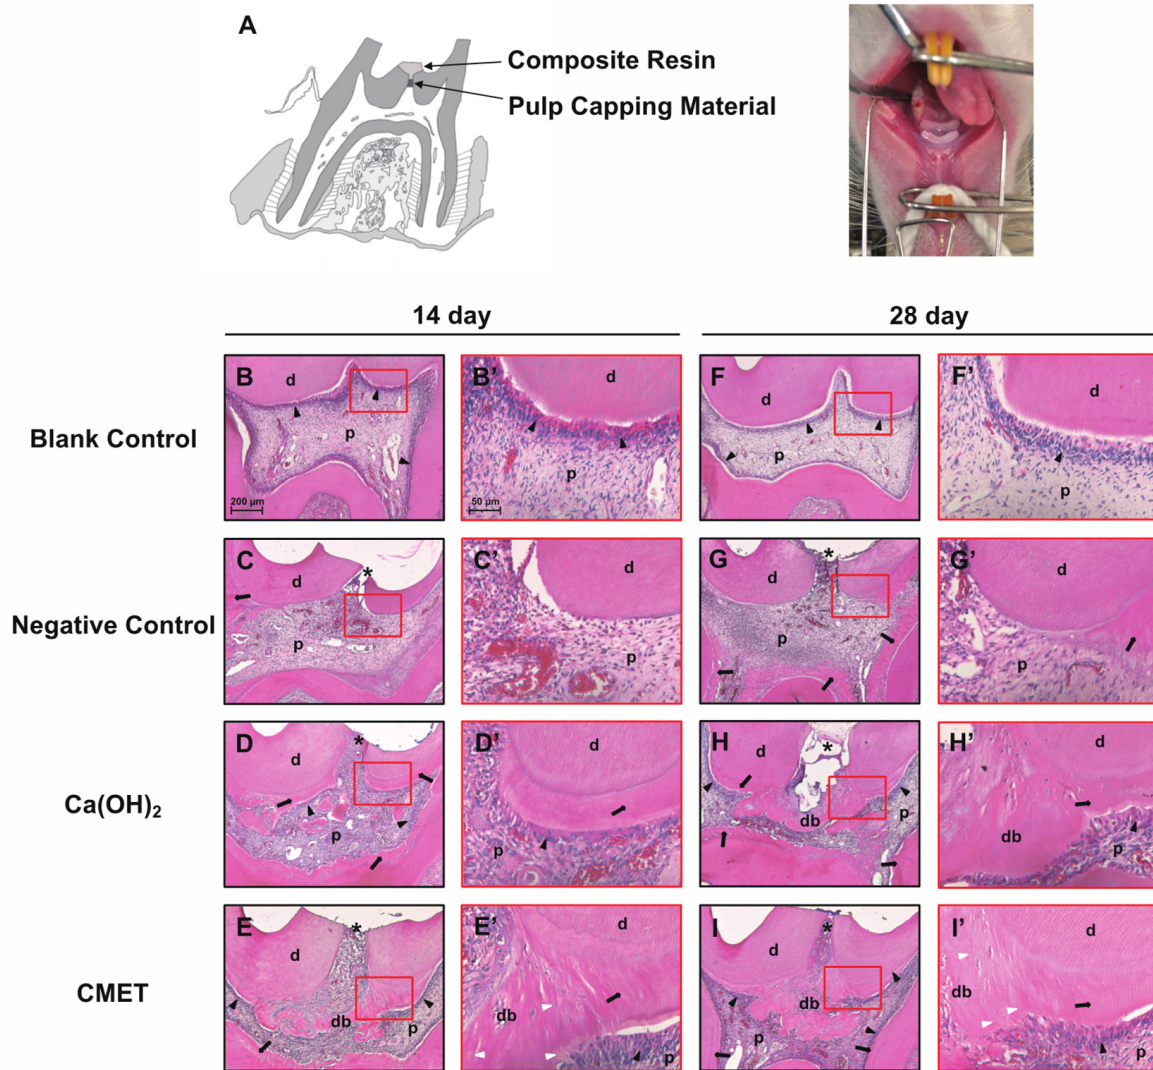 A
Composite Resin
Pulp Capping Material
14 day
28 day
Blank Control
B
d
p
200 μm
B’
d
p
50 μm
F
d
p
F’
d
p
Negative Control
C
*
d
p
C’
d
p
G
*
d
p
G’
d
p
Ca(OH)₂
D
*
d
p
D’
d
p
H
*
d
db
p
H’
d
db
p
CMET
E
*
d
db
p
E’
d
db
p
I
*
d
db
p
I’
d
db
p